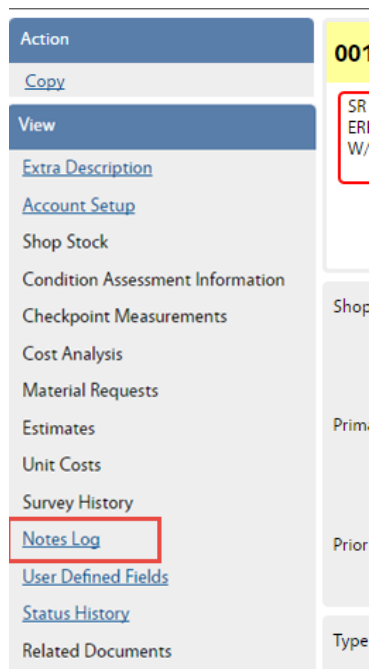 Action
Copy
View
Extra Description
Account Setup
Shop Stock
Condition Assessment Information
Checkpoint Measurements
Cost Analysis
Material Requests
Estimates
Unit Costs
Survey History
Notes Log
User Defined Fields
Status History
Related Documents
001
SR
W/
Shop
Prima
Prior
Type